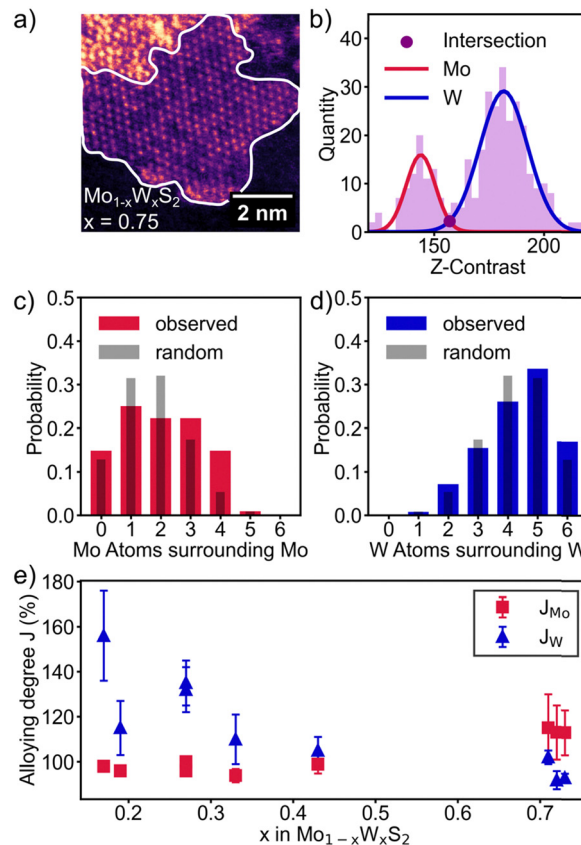 a)
Mo1-xWxS2
x = 0.75
2 nm
b)
Quantity
40
30
20
10
0
Intersection
Mo
W
150
200
Z-Contrast
c)
Probability
0.5
0.4
0.3
0.2
0.1
0.0
observed
random
0 1 2 3 4 5 6
Mo Atoms surrounding Mo
d)
Probability
0.5
0.4
0.3
0.2
0.1
0.0
observed
random
0 1 2 3 4 5 6
W Atoms surrounding W
e)
Alloying degree J (%)
180
160
140
120
100
JMo
JW
0.2 0.3 0.4 0.5 0.6 0.7
x in Mo1−xWxS2